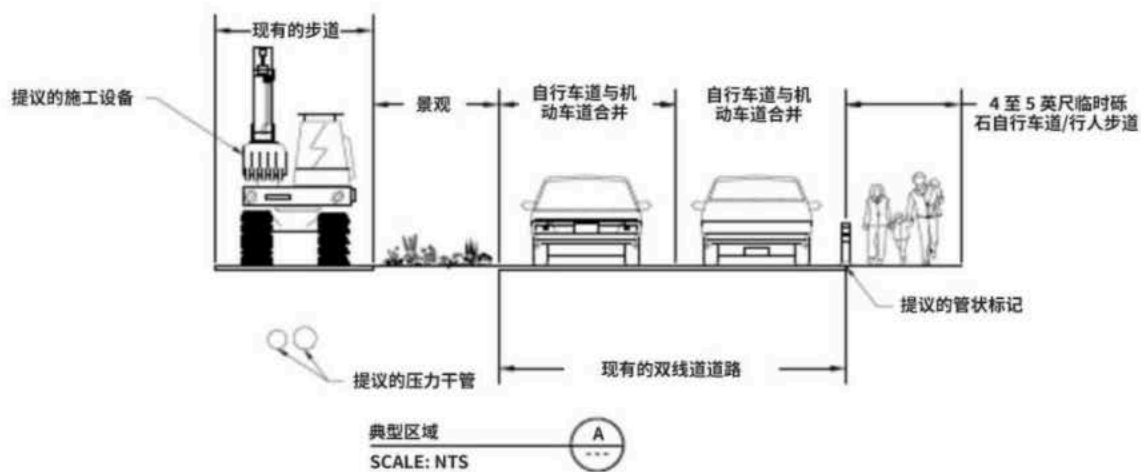 现有的步道
提议的施工设备
景观
自行车道与机
动车道合并
自行车道与机
动车道合并
4 至 5 英尺临时砾
石自行车道/行人步道
提议的管状标记
现有的双线道道路
提议的压力干管
典型区域
A
---
SCALE: NTS